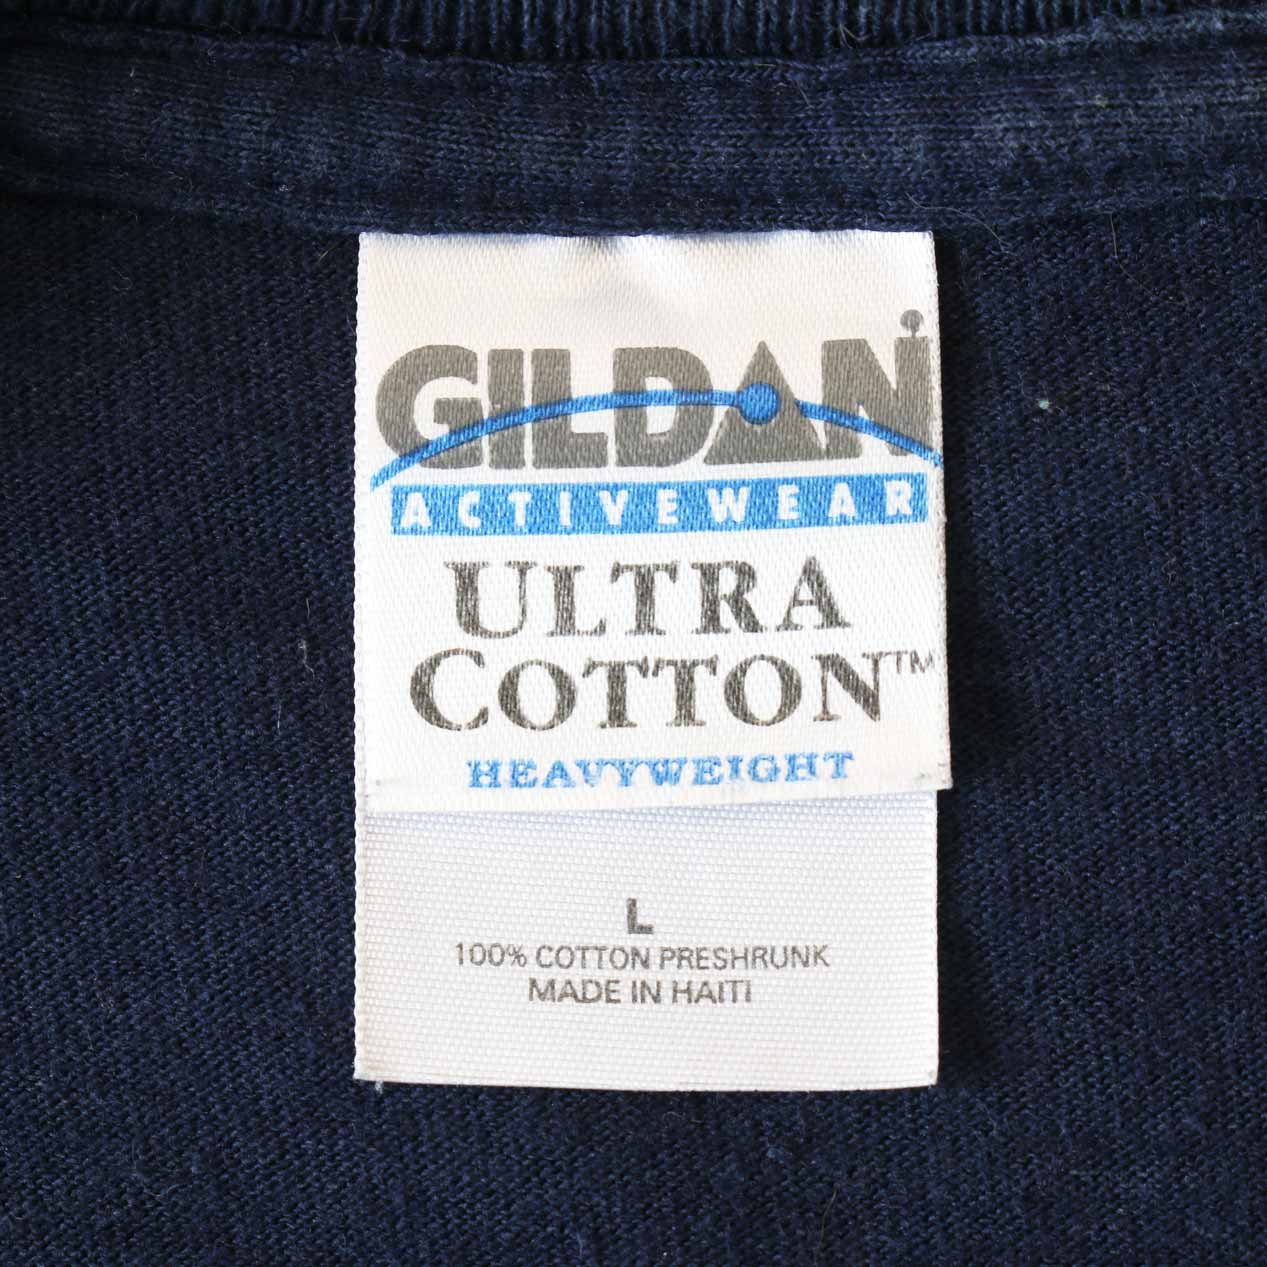 GILDAN
ACTIVEWEAR
ULTRA
COTTON™
HEAVYWEIGHT
L
100% COTTON PRESHRUNK
MADE IN HAITI